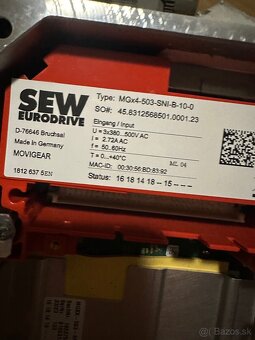 SEW
EURODRIVE
D-76646 Bruchsal
Made in Germany
MOVIGEAR
1812 637 5EN
Type: MGx4-503-SNI-B-10-0
SO#: 45.8312568501.0001.23
Eingang / Input
U = 3x380...500V AC
I = 2.72A AC
f = 50...60Hz
T = 0...+40°C
ML 04
MAC-ID: 00:30:56:BD:83:92
Status: 16 18 14 18 -- 15 -- -- --
bazos.sk